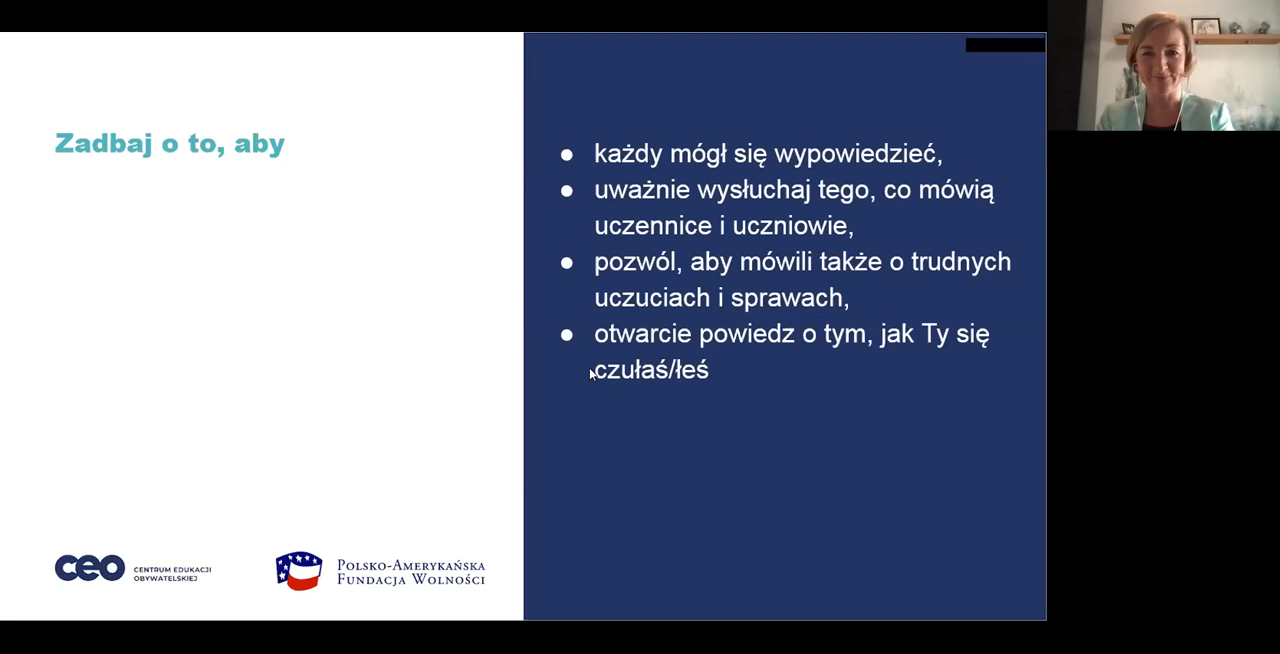 Zadbaj o to, aby
● każdy mógł się wypowiedzieć,
● uważnie wysłuchaj tego, co mówią
uczennice i uczniowie,
● pozwól, aby mówili także o trudnych
uczuciach i sprawach,
● otwarcie powiedz o tym, jak Ty się
czułaś/łeś
ceo CENTRUM EDUKACJI
OBYWATELSKIEJ
Polsko-Amerykańska
Fundacja Wolności